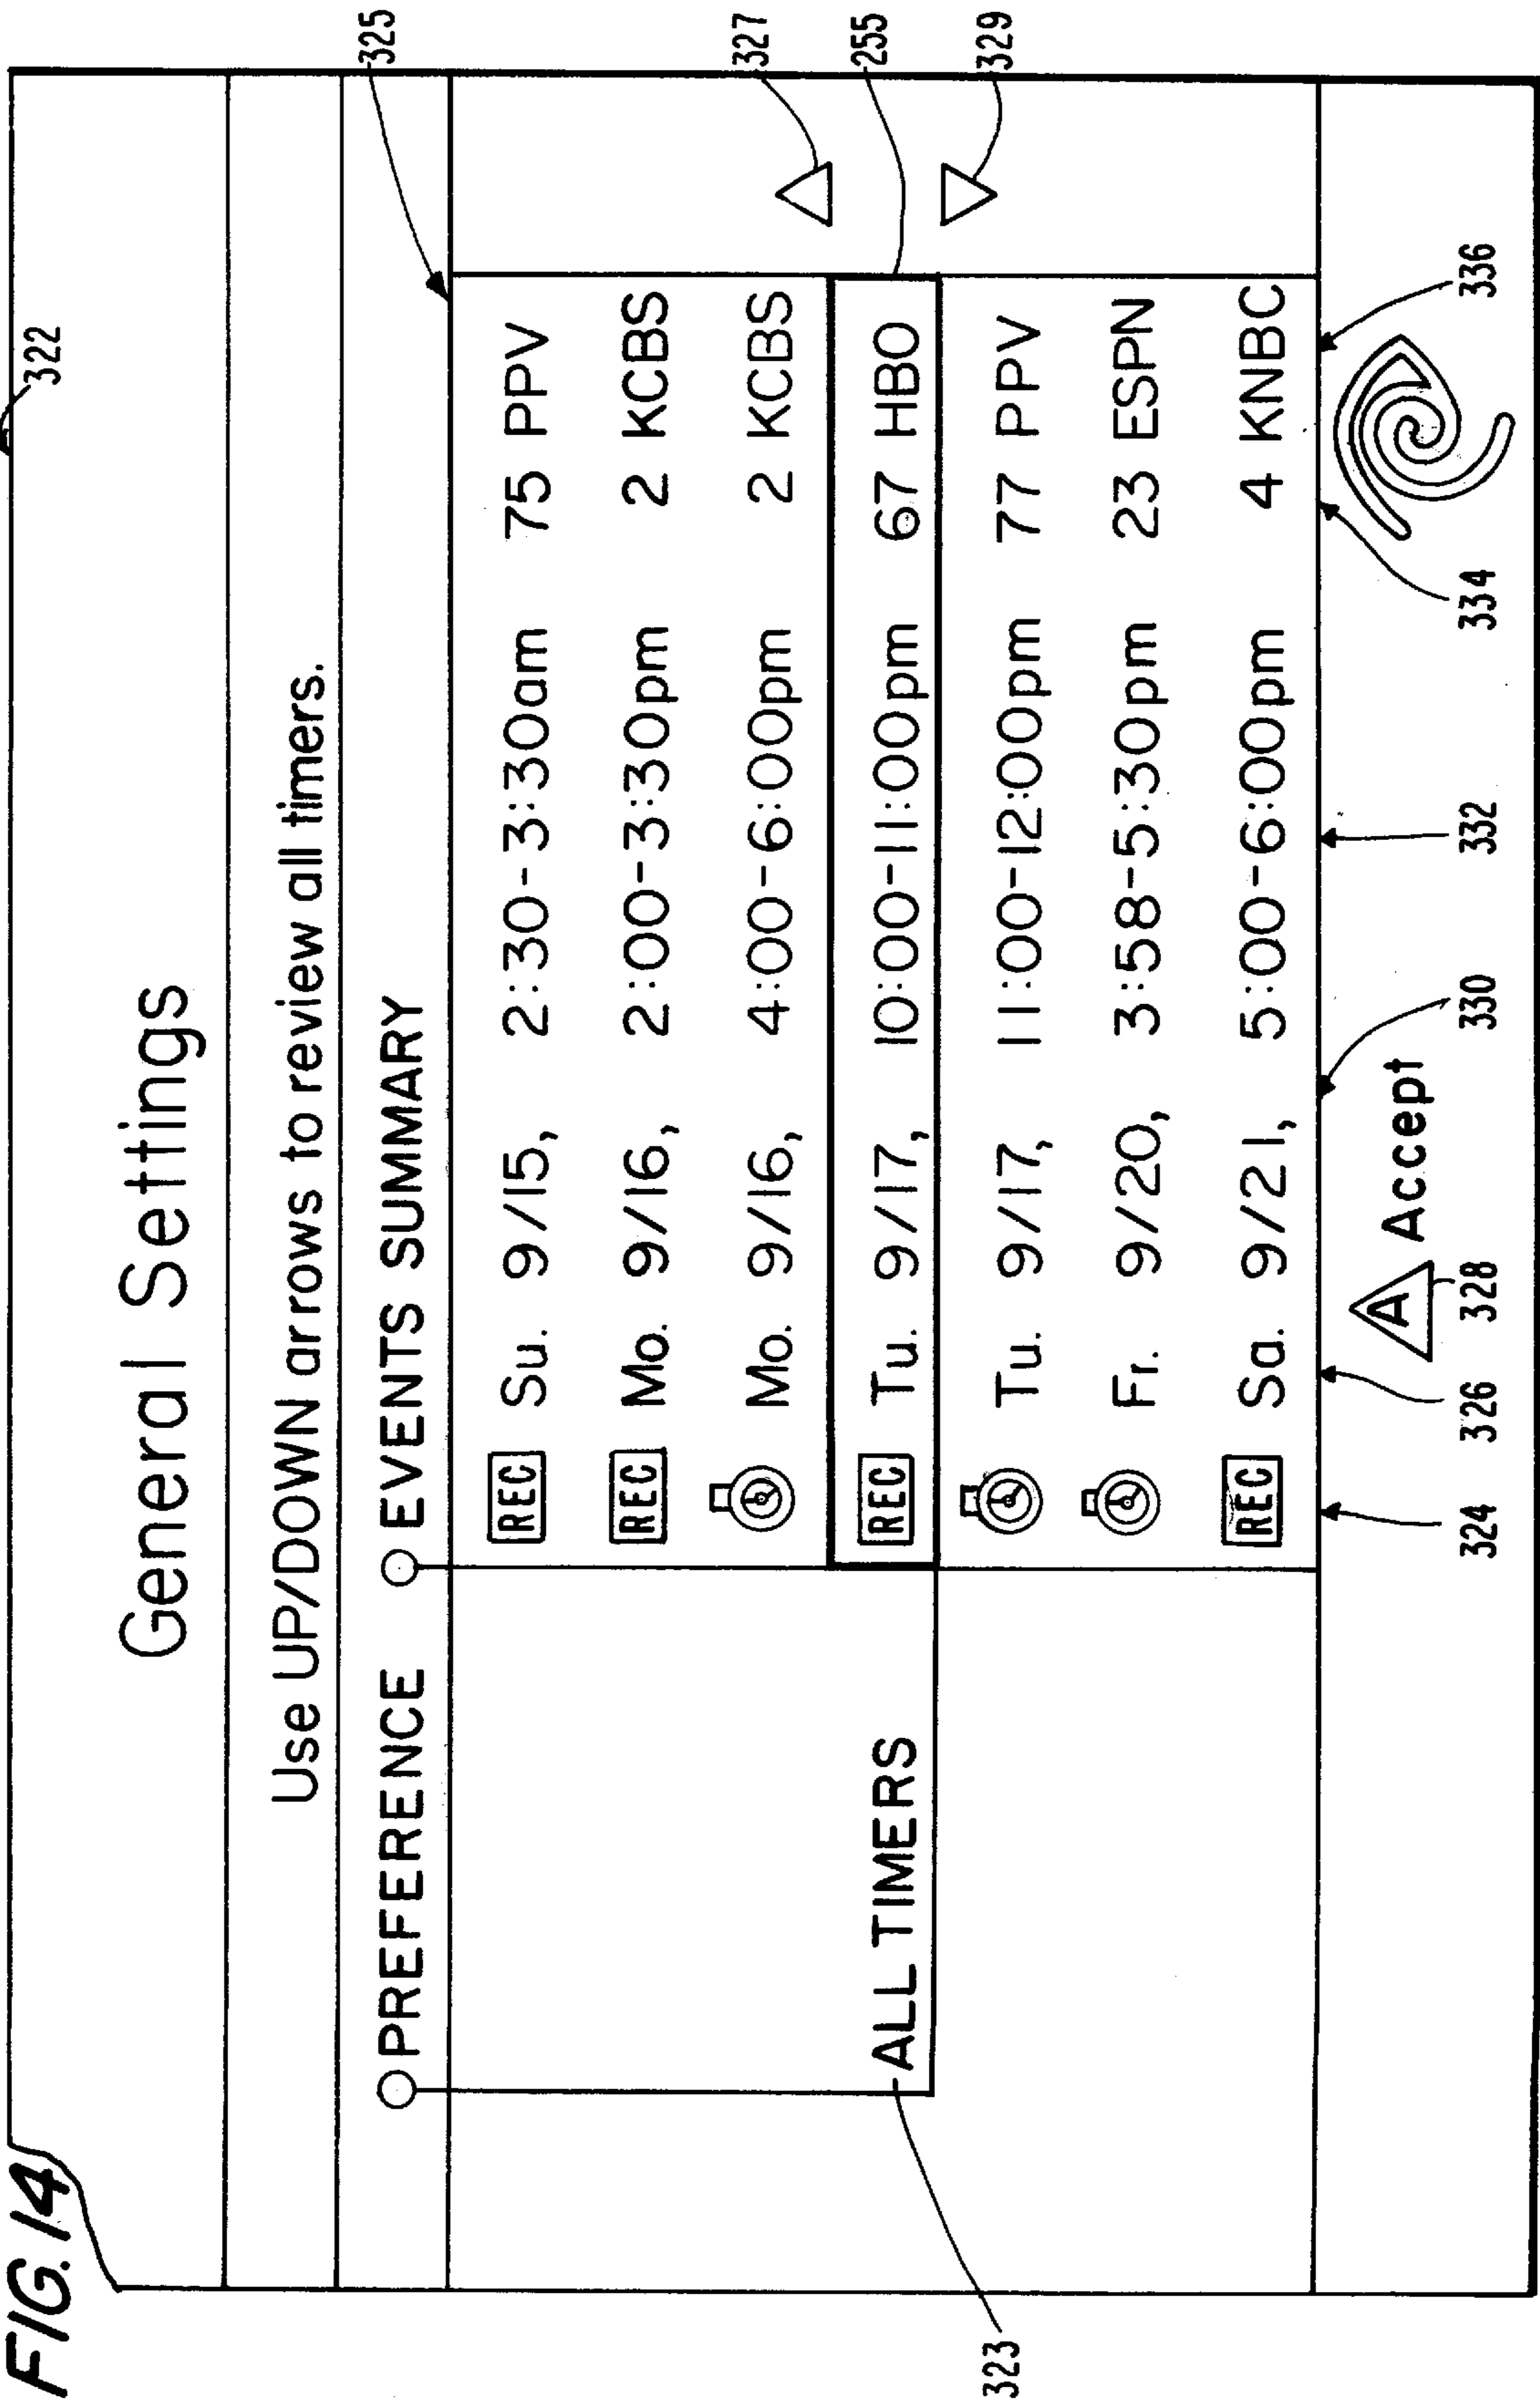 FIG. 14
322
General Settings
Use UP/DOWN arrows to review all timers.
325
PREFERENCE EVENTS SUMMARY
REC Su. 9/15, 2:30-3:30am 75 PPV
REC Mo. 9/16, 2:00-3:30pm 2 KCBS
Mo. 9/16, 4:00-6:00pm 2 KCBS
327
ALL TIMERS REC Tu. 9/17, 10:00-11:00pm 67 HBO
255
Tu. 9/17, 11:00-12:00pm 77 PPV
329
323
Fr. 9/20, 3:58-5:30pm 23 ESPN
REC Sa. 9/21, 5:00-6:00pm 4 KNBC
A Accept
324 326 328 330 332 334 336